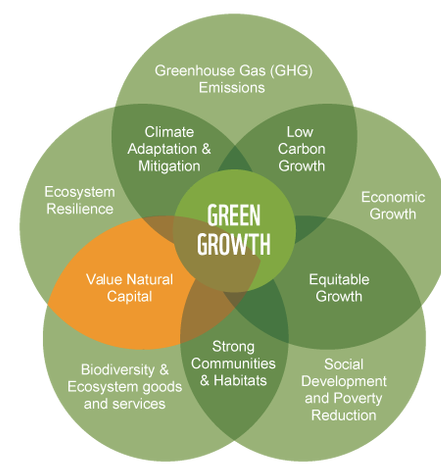 Greenhouse Gas (GHG)
Emissions
Climate
Adaptation &
Mitigation
Low
Carbon
Growth
Ecosystem
Resilience
GREEN
GROWTH
Economic
Growth
Value Natural
Capital
Equitable
Growth
Strong
Communities
& Habitats
Biodiversity &
Ecosystem goods
and services
Social
Development
and Poverty
Reduction